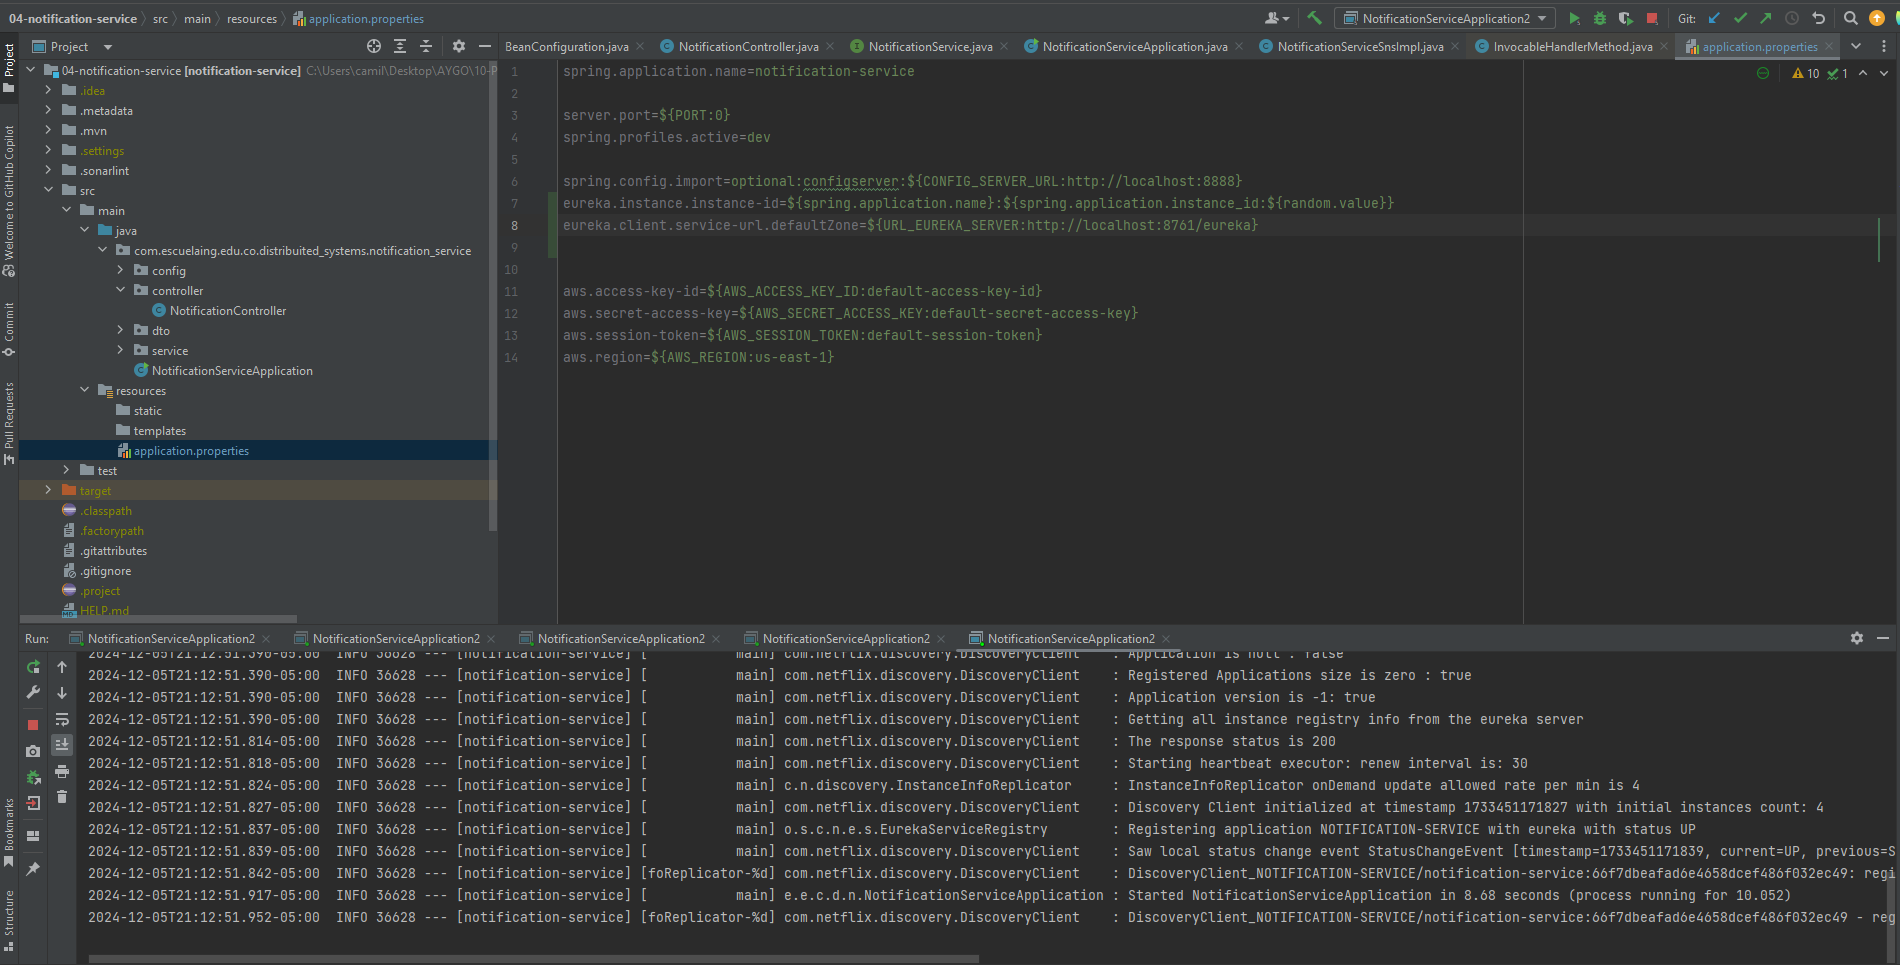 04-notification-service src main resources application.properties
NotificationServiceApplication2 Git:
Project
BeanConfiguration.java NotificationController.java NotificationService.java NotificationServiceApplication.java NotificationServiceSnsImpl.java InvocableHandlerMethod.java application.properties
04-notification-service [notification-service] C:\Users\camil\Desktop\AYGO\10-P
.idea
.metadata
.mvn
.settings
.sonarlint
src
main
java
com.escuelaing.edu.co.distribuited_systems.notification_service
config
controller
NotificationController
dto
service
NotificationServiceApplication
resources
static
templates
application.properties
test
target
.classpath
.factorypath
.gitattributes
.gitignore
.project
HELP.md
Project
Welcome to GitHub Copilot
Commit
Pull Requests
Bookmarks
Structure
1 spring.application.name=notification-service
2
3 server.port=${PORT:0}
4 spring.profiles.active=dev
5
6 spring.config.import=optional:configserver:${CONFIG_SERVER_URL:http://localhost:8888}
7 eureka.instance.instance-id=${spring.application.name}:${spring.application.instance_id:${random.value}}
8 eureka.client.service-url.defaultZone=${URL_EUREKA_SERVER:http://localhost:8761/eureka}
9
10
11 aws.access-key-id=${AWS_ACCESS_KEY_ID:default-access-key-id}
12 aws.secret-access-key=${AWS_SECRET_ACCESS_KEY:default-secret-access-key}
13 aws.session-token=${AWS_SESSION_TOKEN:default-session-token}
14 aws.region=${AWS_REGION:us-east-1}
10 1
Run: NotificationServiceApplication2 NotificationServiceApplication2 NotificationServiceApplication2 NotificationServiceApplication2 NotificationServiceApplication2
2024-12-05T21:12:51.390-05:00 INFO 36628 --- [notification-service] [ main] com.netflix.discovery.DiscoveryClient : Application is null : false
2024-12-05T21:12:51.390-05:00 INFO 36628 --- [notification-service] [ main] com.netflix.discovery.DiscoveryClient : Registered Applications size is zero : true
2024-12-05T21:12:51.390-05:00 INFO 36628 --- [notification-service] [ main] com.netflix.discovery.DiscoveryClient : Application version is -1: true
2024-12-05T21:12:51.390-05:00 INFO 36628 --- [notification-service] [ main] com.netflix.discovery.DiscoveryClient : Getting all instance registry info from the eureka server
2024-12-05T21:12:51.814-05:00 INFO 36628 --- [notification-service] [ main] com.netflix.discovery.DiscoveryClient : The response status is 200
2024-12-05T21:12:51.818-05:00 INFO 36628 --- [notification-service] [ main] com.netflix.discovery.DiscoveryClient : Starting heartbeat executor: renew interval is: 30
2024-12-05T21:12:51.824-05:00 INFO 36628 --- [notification-service] [ main] c.n.discovery.InstanceInfoReplicator : InstanceInfoReplicator onDemand update allowed rate per min is 4
2024-12-05T21:12:51.827-05:00 INFO 36628 --- [notification-service] [ main] com.netflix.discovery.DiscoveryClient : Discovery Client initialized at timestamp 1733451171827 with initial instances count: 4
2024-12-05T21:12:51.837-05:00 INFO 36628 --- [notification-service] [ main] o.s.c.n.e.s.EurekaServiceRegistry : Registering application NOTIFICATION-SERVICE with eureka with status UP
2024-12-05T21:12:51.839-05:00 INFO 36628 --- [notification-service] [ main] com.netflix.discovery.DiscoveryClient : Saw local status change event StatusChangeEvent [timestamp=1733451171839, current=UP, previous=S
2024-12-05T21:12:51.842-05:00 INFO 36628 --- [notification-service] [foReplicator-%d] com.netflix.discovery.DiscoveryClient : DiscoveryClient_NOTIFICATION-SERVICE/notification-service:66f7dbeafad6e4658dcef486f032ec49: regi
2024-12-05T21:12:51.917-05:00 INFO 36628 --- [notification-service] [ main] e.e.c.d.n.NotificationServiceApplication : Started NotificationServiceApplication in 8.68 seconds (process running for 10.052)
2024-12-05T21:12:51.952-05:00 INFO 36628 --- [notification-service] [foReplicator-%d] com.netflix.discovery.DiscoveryClient : DiscoveryClient_NOTIFICATION-SERVICE/notification-service:66f7dbeafad6e4658dcef486f032ec49 - reg